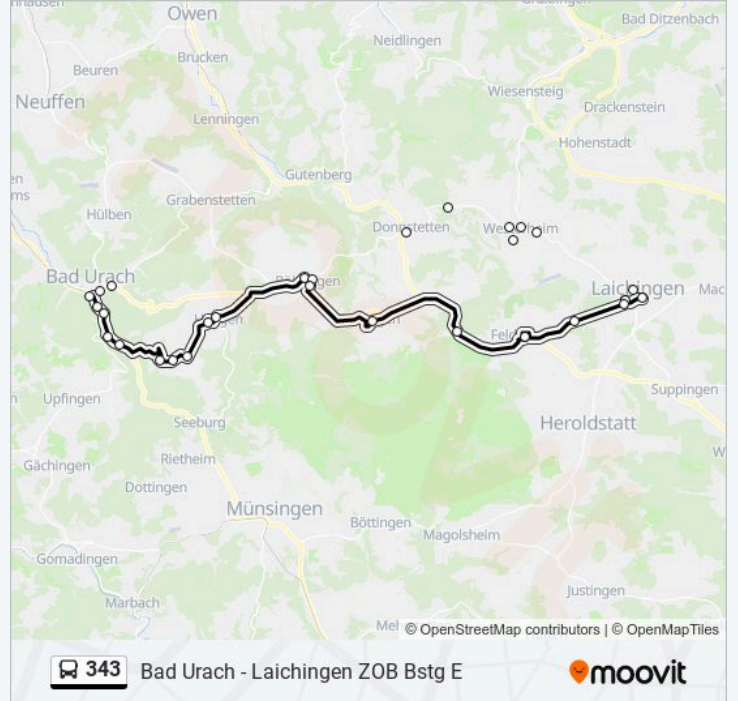 Owen
Bad Ditzenbach
Neidlingen
Brucken
Beuren
Wiesensteig
Neuffen
Drackenstein
Lenningen
Hohenstadt
Gutenberg
Grabenstetten
Hülben
Donnstetten
Bad Urach
Laichingen
Suppingen
Upfingen
Heroldstatt
Seeburg
Gächingen
Rietheim
Dottingen
Münsingen
Böttingen
Magolsheim
Gomadingen
Justingen
Marbach
© OpenStreetMap contributors | © OpenMapTiles
343 Bad Urach - Laichingen ZOB Bstg E moovit